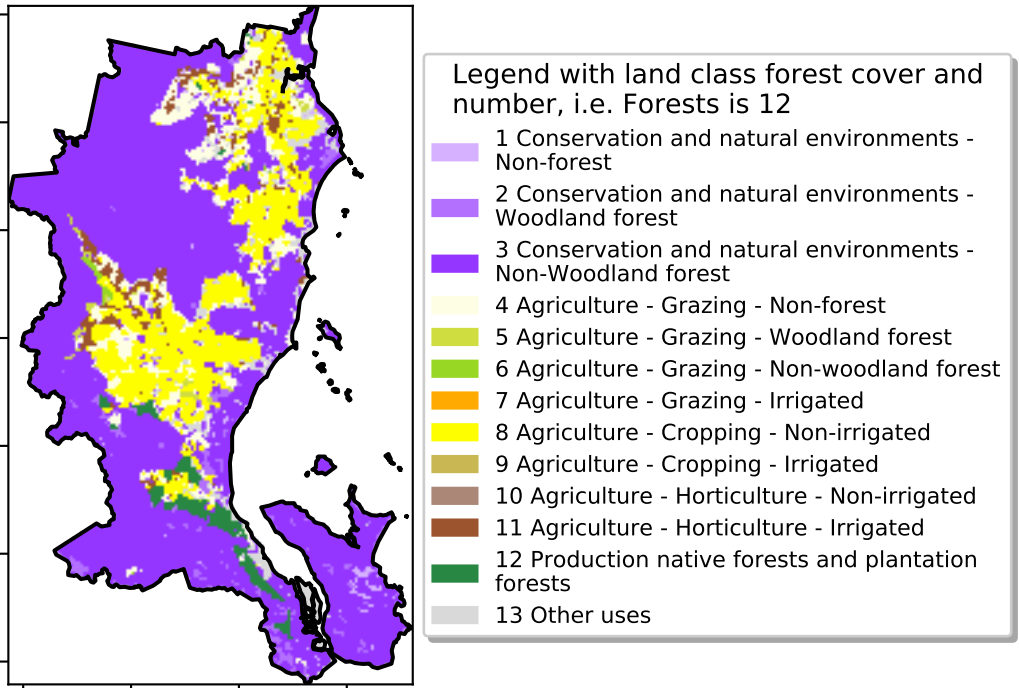 Legend with land class forest cover and
number, i.e. Forests is 12
1 Conservation and natural environments -
Non-forest
2 Conservation and natural environments -
Woodland forest
3 Conservation and natural environments -
Non-Woodland forest
4 Agriculture - Grazing - Non-forest
5 Agriculture - Grazing - Woodland forest
6 Agriculture - Grazing - Non-woodland forest
7 Agriculture - Grazing - Irrigated
8 Agriculture - Cropping - Non-irrigated
9 Agriculture - Cropping - Irrigated
10 Agriculture - Horticulture - Non-irrigated
11 Agriculture - Horticulture - Irrigated
12 Production native forests and plantation
forests
13 Other uses